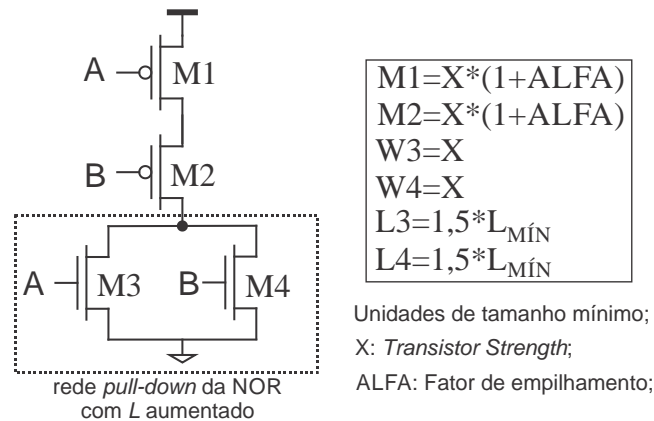 A
M1
B
M2
A
M3
B
M4
rede pull-down da NOR
com L aumentado
M1=X*(1+ALFA)
M2=X*(1+ALFA)
W3=X
W4=X
L3=1,5*LMÍN
L4=1,5*LMÍN
Unidades de tamanho mínimo;
X: Transistor Strength;
ALFA: Fator de empilhamento;